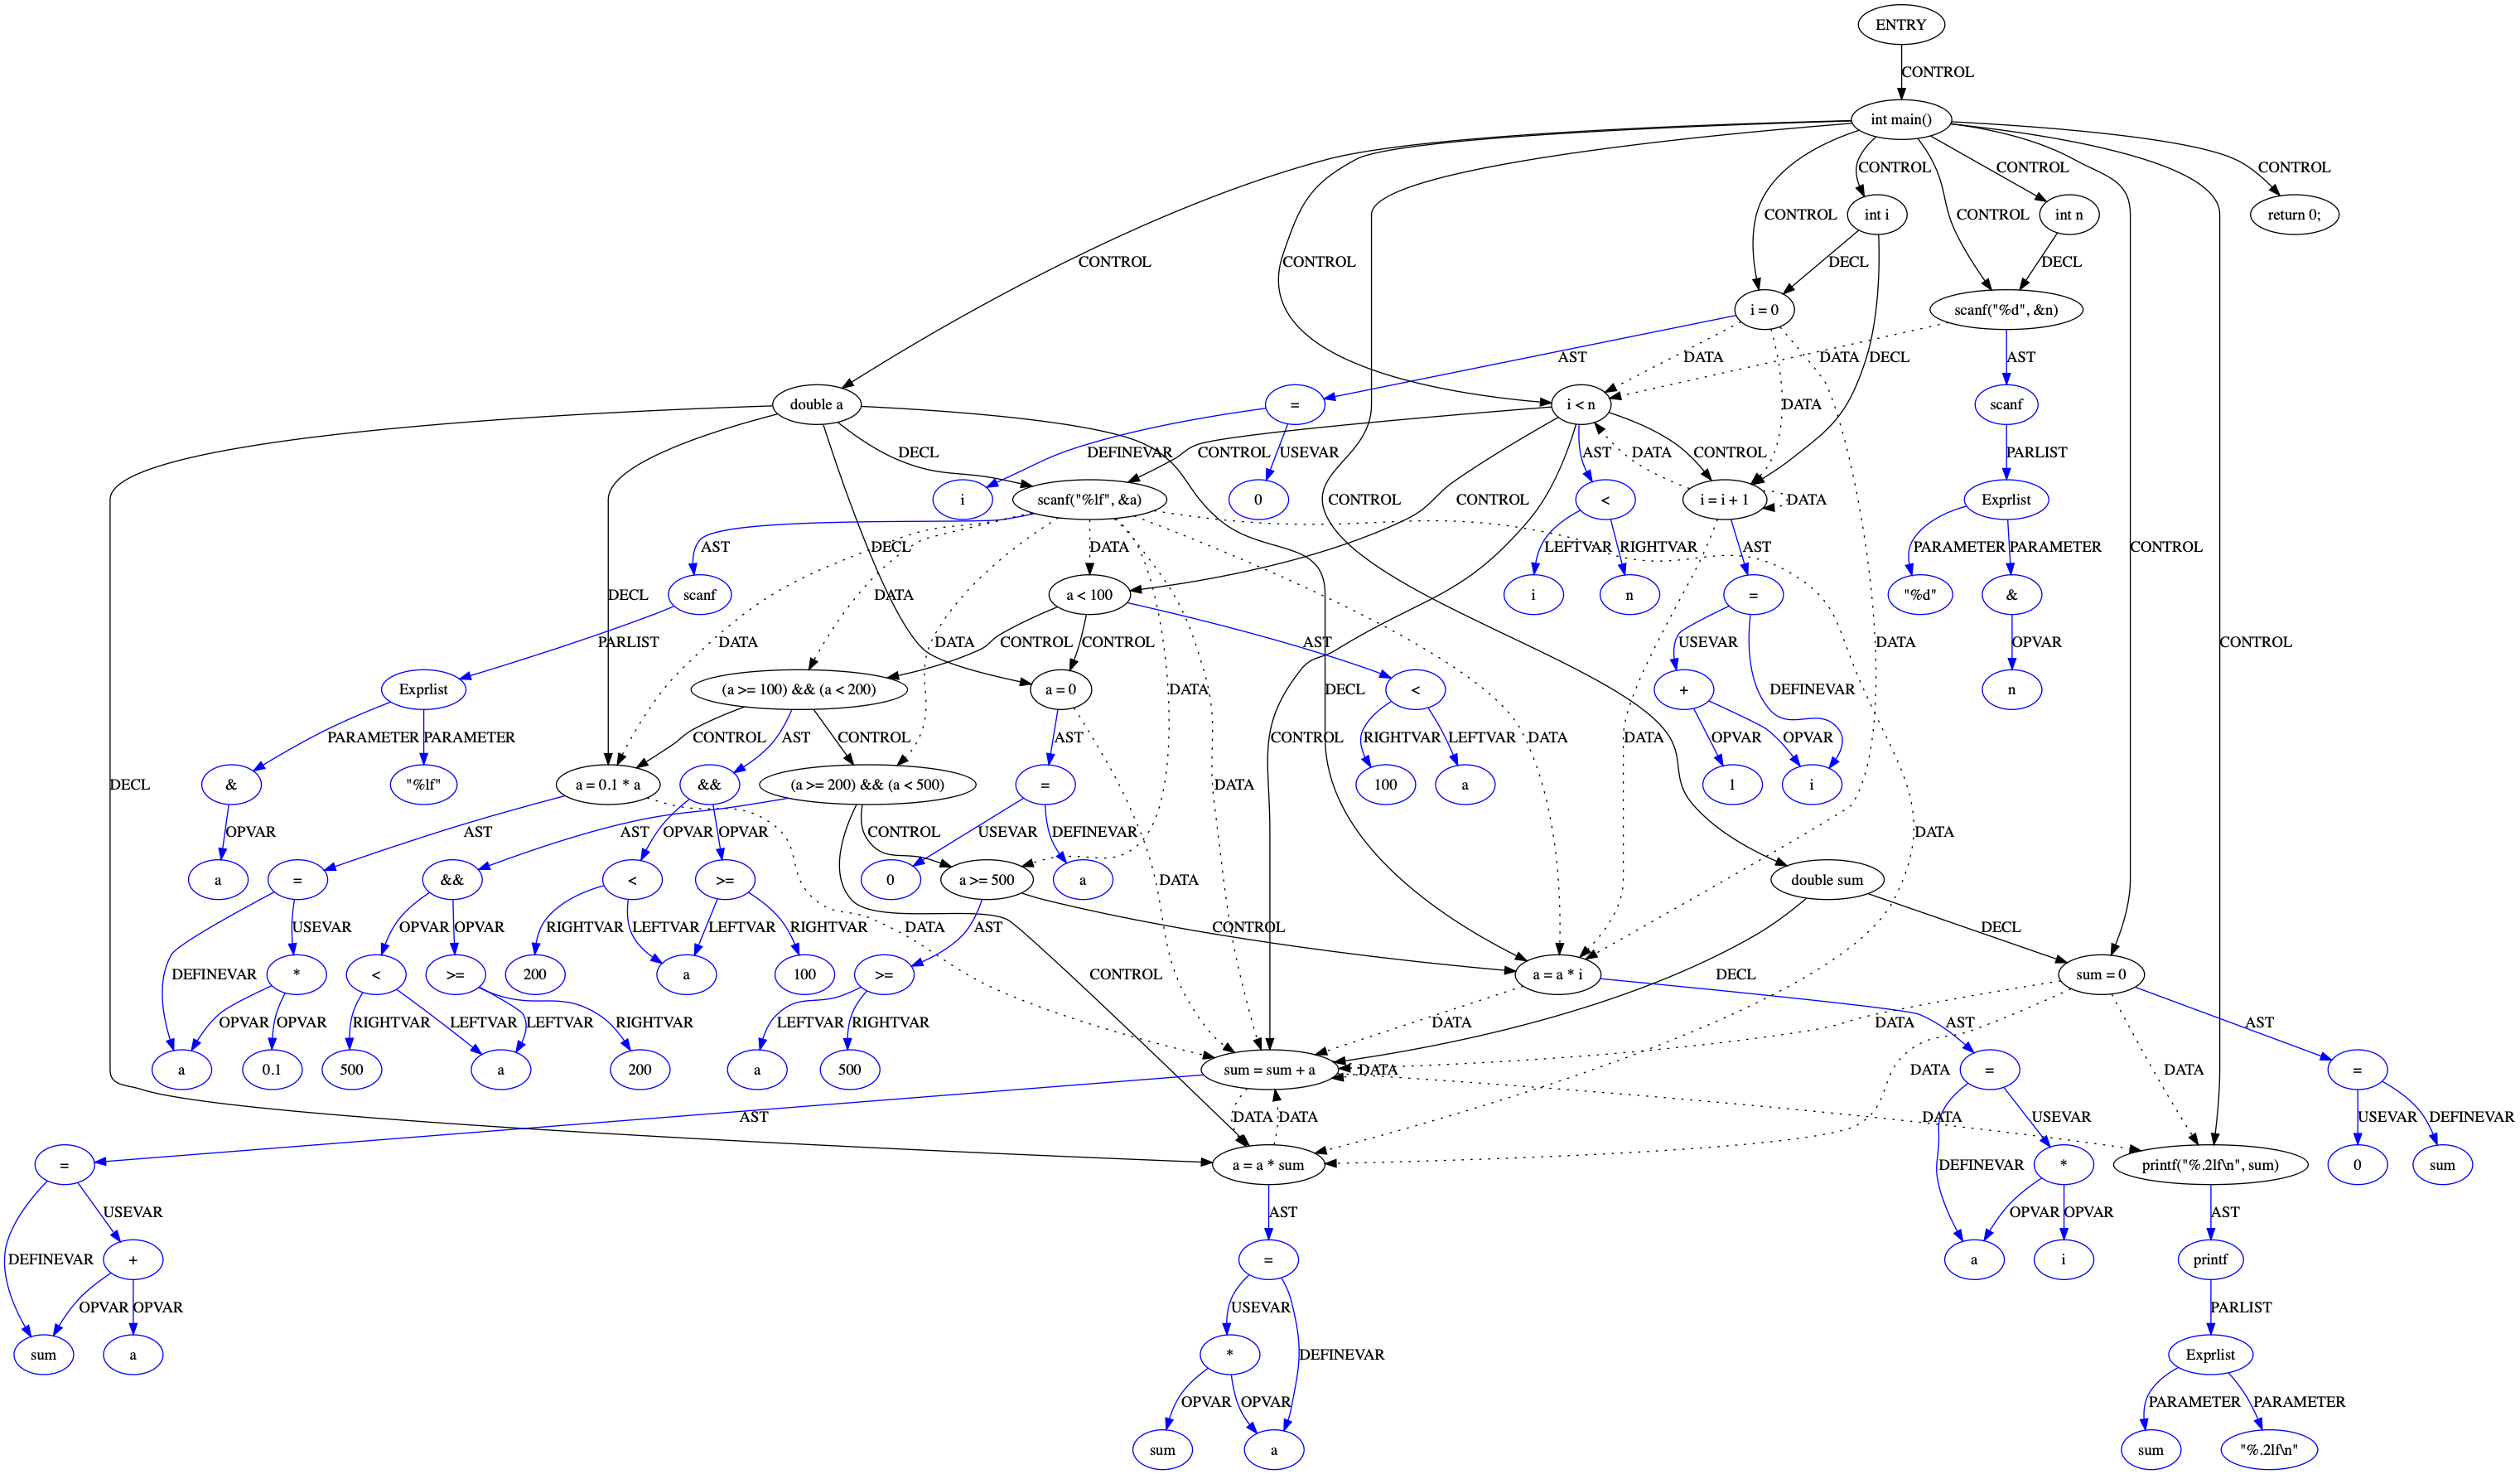 ENTRY
CONTROL
int main()
CONTROL CONTROL CONTROL
int i int n return 0;
CONTROL CONTROL
CONTROL CONTROL DECL DECL
i = 0 scanf("%d", &n)
AST DATA DATA DECL AST
double a = i < n scanf
DATA
DECL CONTROL DEFINEVAR USEVAR AST DATA CONTROL PARLIST
i scanf("%lf", &a) 0 < i = i + 1 Exprlist
CONTROL CONTROL DATA
AST DECL DATA LEFTVAR RIGHTVAR AST PARAMETER PARAMETER CONTROL
scanf a < 100 i n = "%d" &
DECL DATA
PARLIST DATA DATA CONTROL CONTROL AST USEVAR DATA OPVAR CONTROL
Exprlist (a >= 100) && (a < 200) a = 0 < + n
DATA DECL DEFINEVAR
PARAMETER PARAMETER CONTROL AST CONTROL AST CONTROL RIGHTVAR LEFTVAR DATA DATA OPVAR OPVAR
& "%lf" a = 0.1 * a && (a >= 200) && (a < 500) = 100 a 1 i
DECL DATA
OPVAR AST AST OPVAR OPVAR CONTROL USEVAR DEFINEVAR DATA
a = && < >= 0 a >= 500 a double sum
DATA
USEVAR OPVAR OPVAR RIGHTVAR LEFTVAR LEFTVAR RIGHTVAR DATA AST CONTROL DECL
DEFINEVAR * < >= 200 a 100 >= CONTROL a = a * i DECL sum = 0
OPVAR OPVAR RIGHTVAR LEFTVAR LEFTVAR RIGHTVAR LEFTVAR RIGHTVAR DATA DATA AST AST
a 0.1 500 a 200 a 500 sum = sum + a DATA DATA = DATA =
AST DATA DATA DATA USEVAR USEVAR DEFINEVAR
= a = a * sum DEFINEVAR * printf("%.2lf\n", sum) 0 sum
USEVAR AST OPVAR OPVAR AST
DEFINEVAR + = a i printf
OPVAR OPVAR USEVAR PARLIST
sum a * DEFINEVAR Exprlist
OPVAR OPVAR PARAMETER PARAMETER
sum a sum "%.2lf\n"